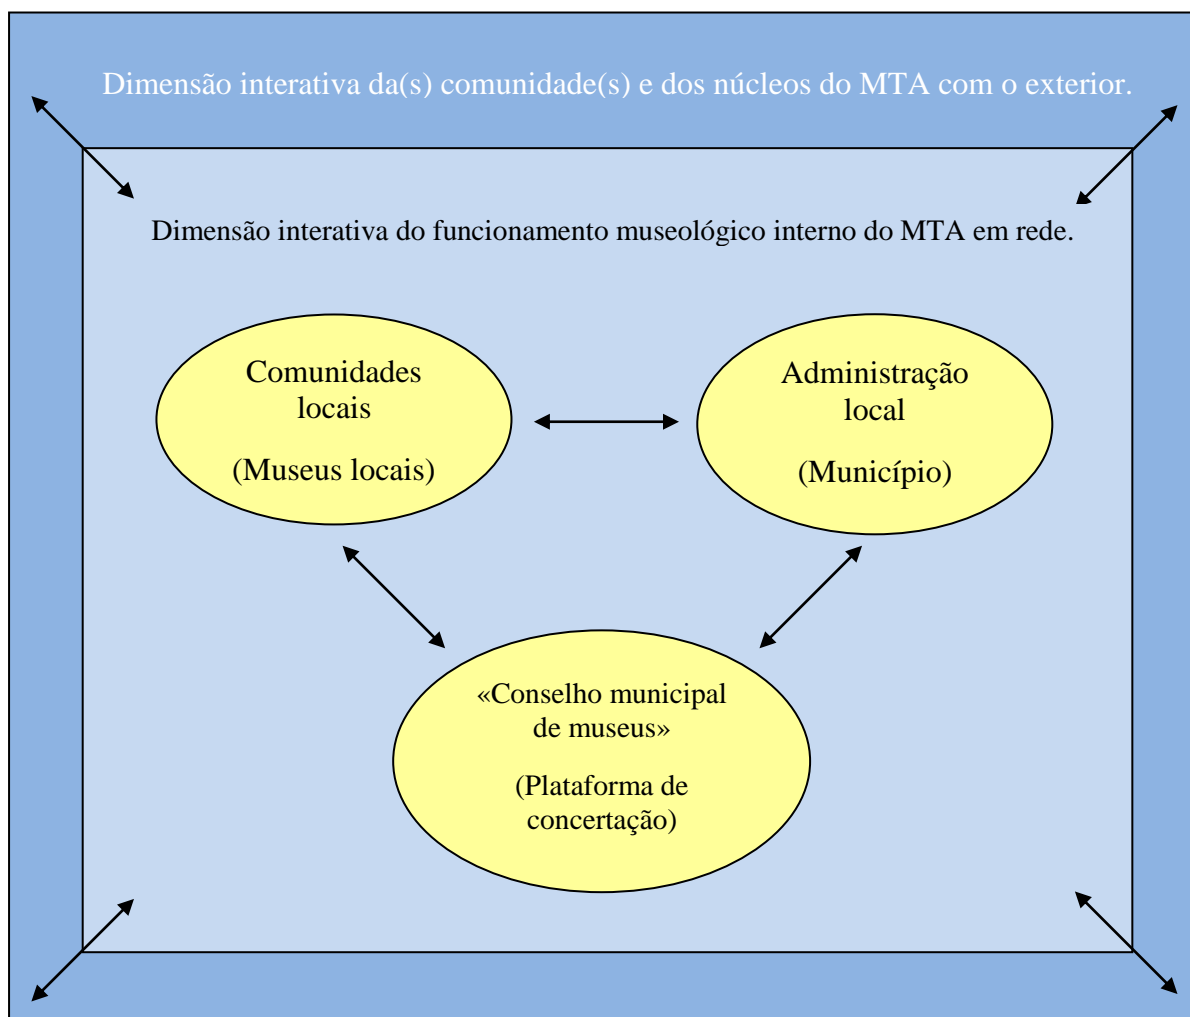 Dimensão interativa da(s) comunidade(s) e dos núcleos do MTA com o exterior.
Dimensão interativa do funcionamento museológico interno do MTA em rede.
Comunidades
locais
(Museus locais)
Administração
local
(Município)
«Conselho municipal
de museus»
(Plataforma de
concertação)